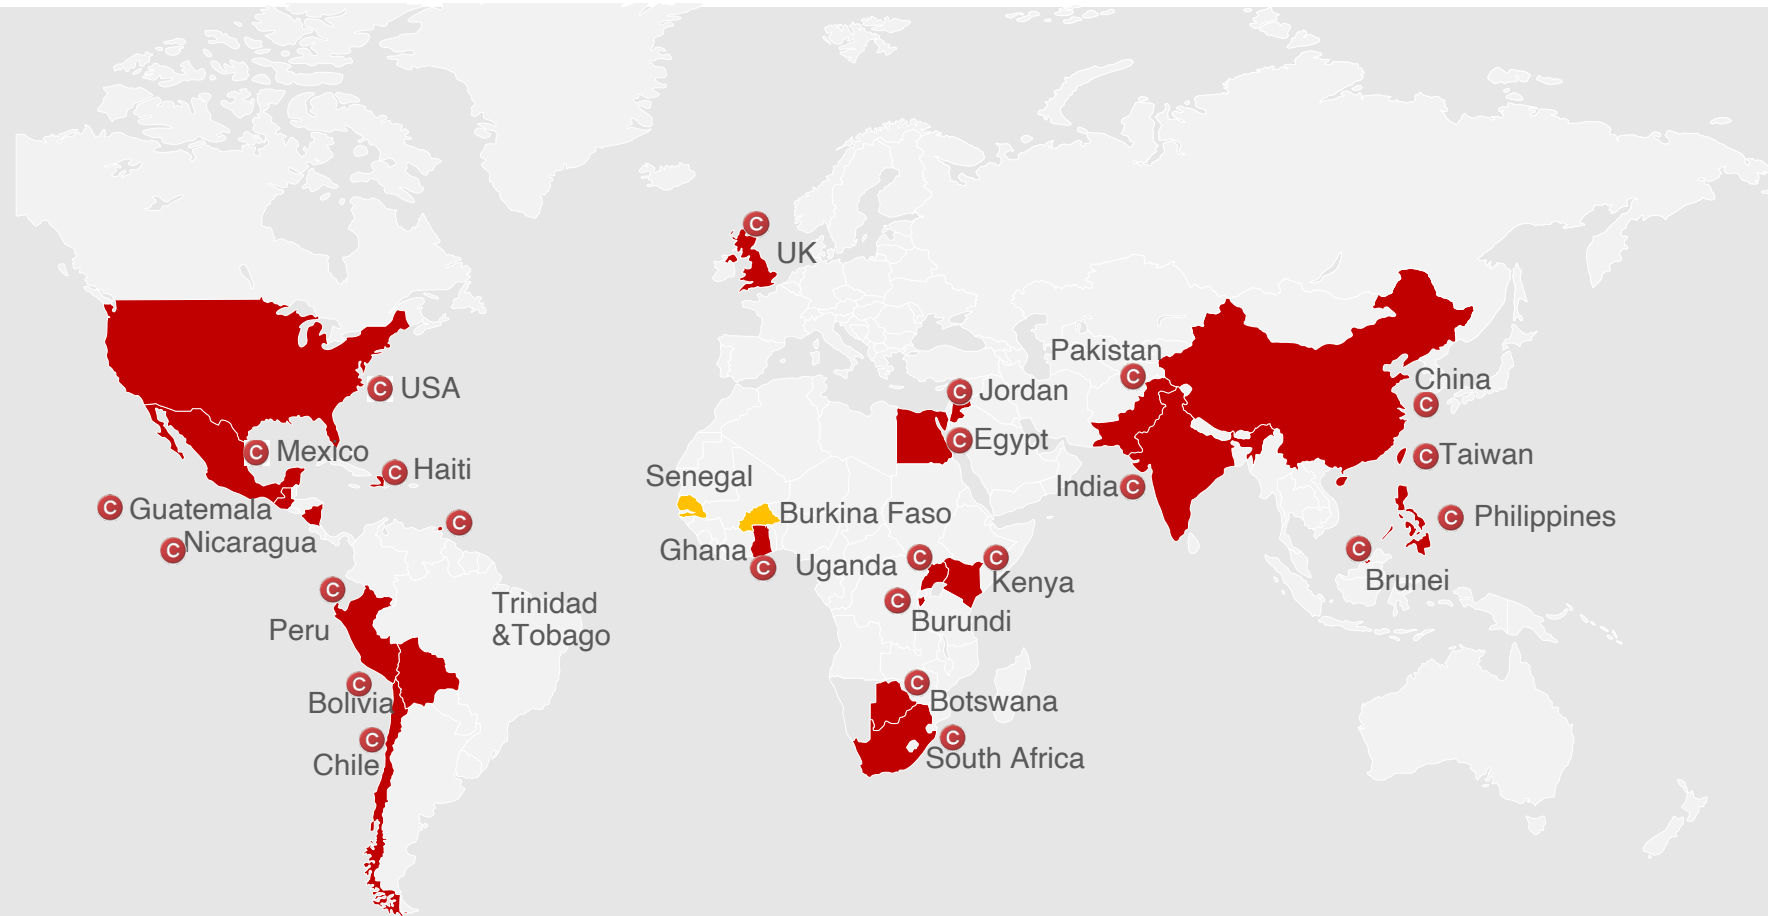 C
UK
Pakistan
C
China
C
C
Jordan
C
USA
C
Egypt
C
Mexico
C
Haiti
C
Taiwan
Senegal
India
C
C
Guatemala
Burkina Faso
C
Philippines
C
C
Nicaragua
Ghana
C
Uganda
C
C
Kenya
C
Brunei
C
Peru
Trinidad
&Tobago
C
Burundi
C
Bolivia
C
Botswana
C
Chile
C
South Africa